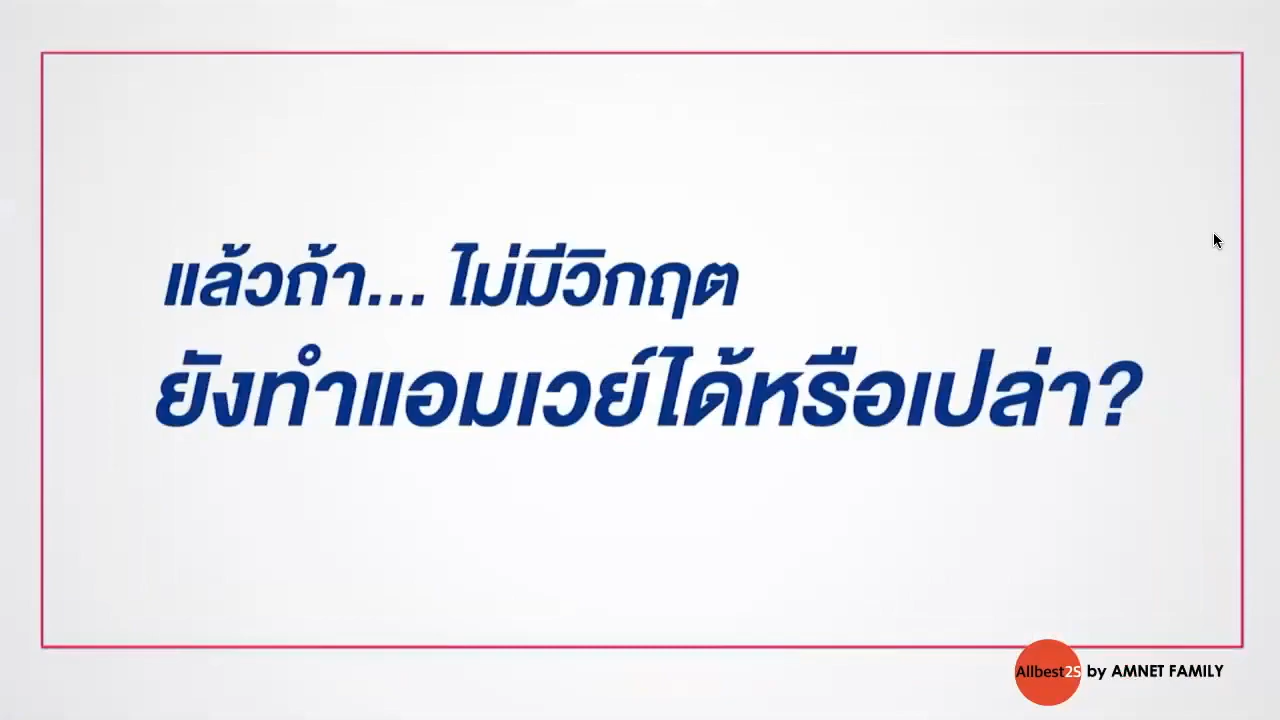 แล้วถ้า... ไม่มีวิกฤต
ยังทำแอมเวย์ได้หรือเปล่า?
Allbest2S by AMNET FAMILY